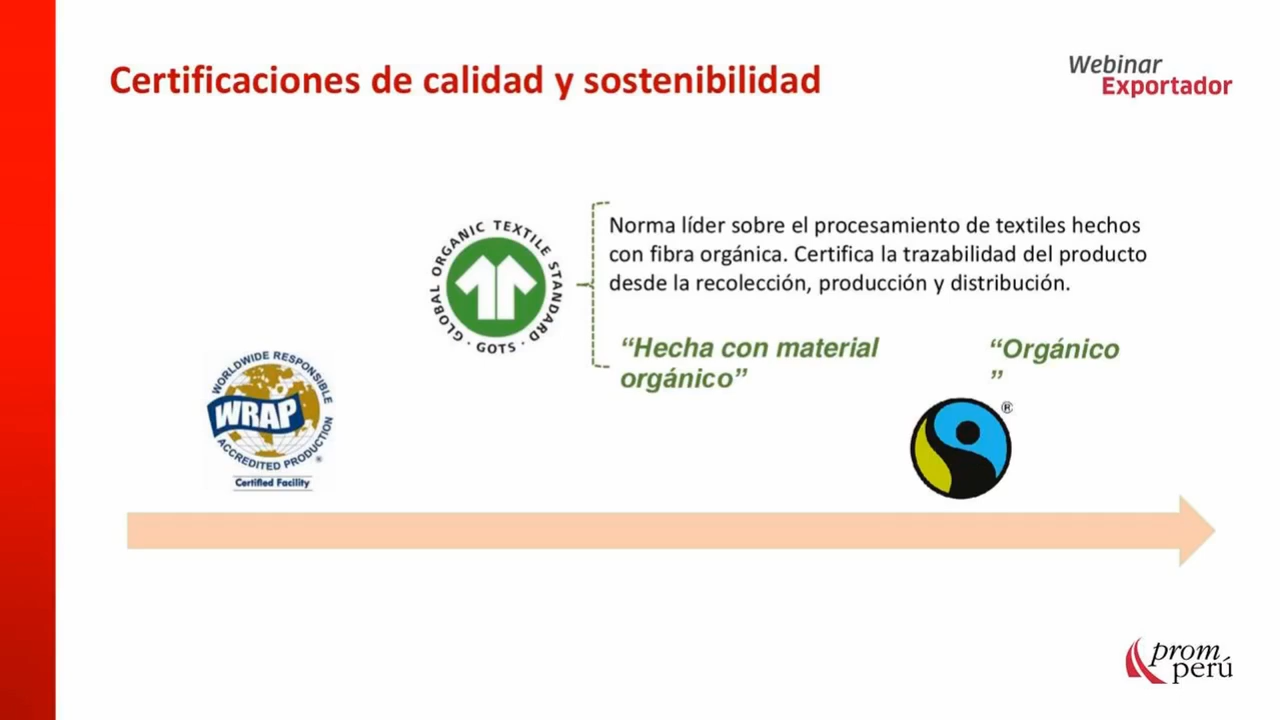 Certificaciones de calidad y sostenibilidad
Webinar
Exportador
GLOBAL ORGANIC TEXTILE STANDARD
· GOTS ·
Norma líder sobre el procesamiento de textiles hechos
con fibra orgánica. Certifica la trazabilidad del producto
desde la recolección, producción y distribución.
“Hecha con material
orgánico”
“Orgánico
”
WORLDWIDE RESPONSIBLE
WRAP
ACCREDITED PRODUCTION
®
Certified Facility
®
prom
perú